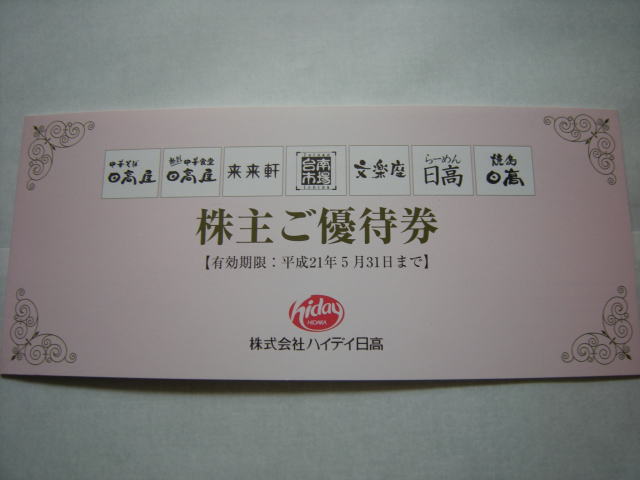 中華そば 日高屋
熱烈中華食堂 日高屋
来来軒
台南市場
文楽座
らーめん 日高
焼鳥 日高
株主ご優待券
【有効期限：平成21年５月31日まで】
hiday
HIDAKA
株式会社ハイデイ日高